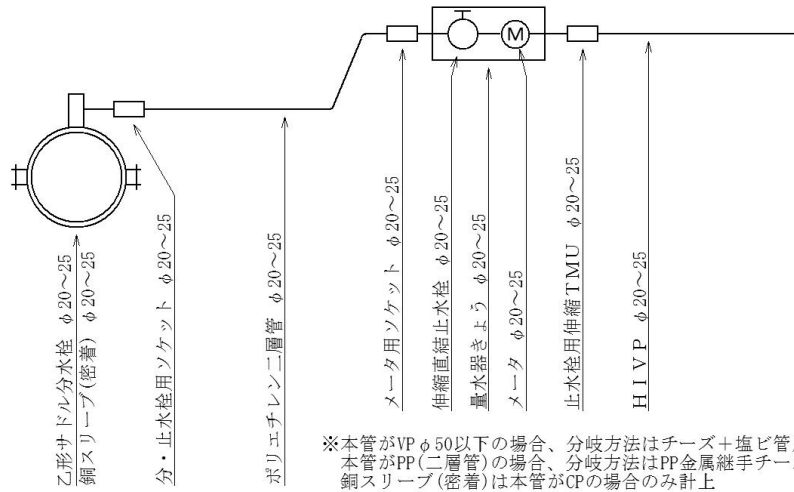 M
乙形サドル分水栓 φ20～25
銅スリーブ(密着) φ20～25
分・止水栓用ソケット φ20～25
ポリエチレン二層管 φ20～25
メータ用ソケット φ20～25
伸縮直結止水栓 φ20～25
量水器きょう φ20～25
メータ φ20～25
止水栓用伸縮TMU φ20～25
HIVP φ20～25
※本管がVPφ50以下の場合、分岐方法はチーズ＋塩ビ管
本管がPP(二層管)の場合、分岐方法はPP金属継手チー
銅スリーブ(密着)は本管がCPの場合のみ計上